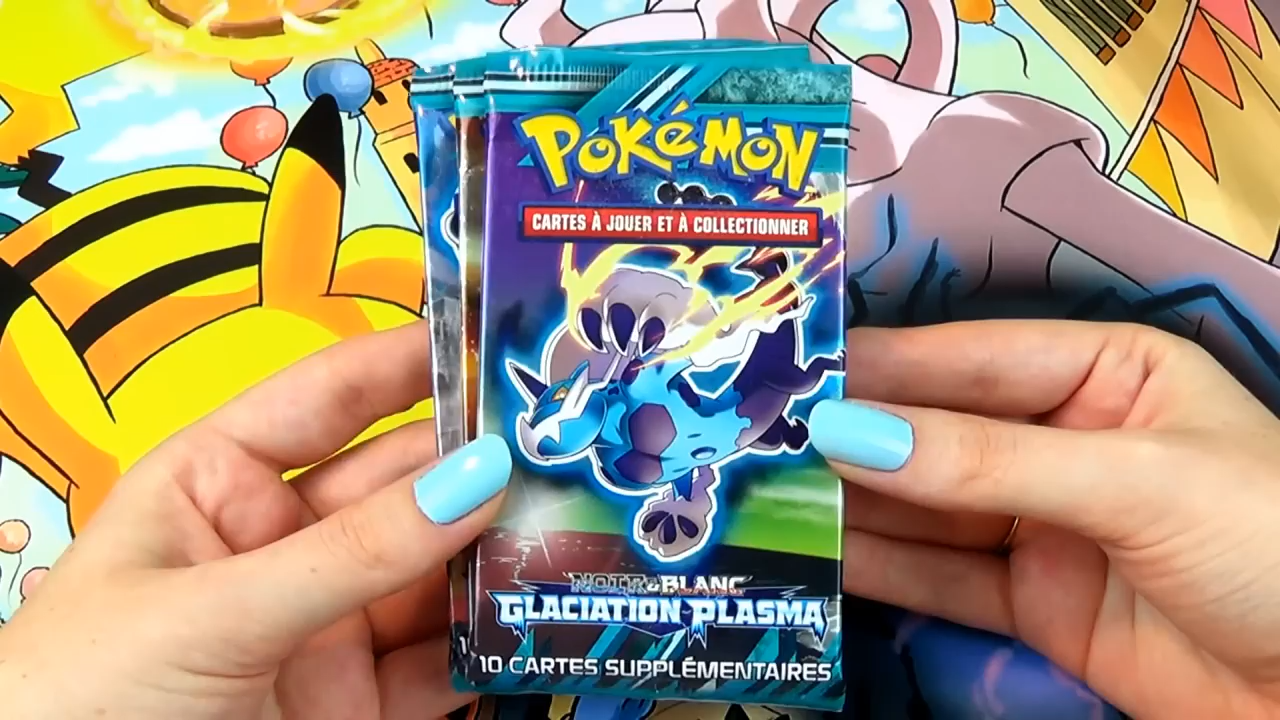 POKéMON
CARTES À JOUER ET À COLLECTIONNER
NOIR & BLANC
GLACIATION PLASMA
10 CARTES SUPPLÉMENTAIRES